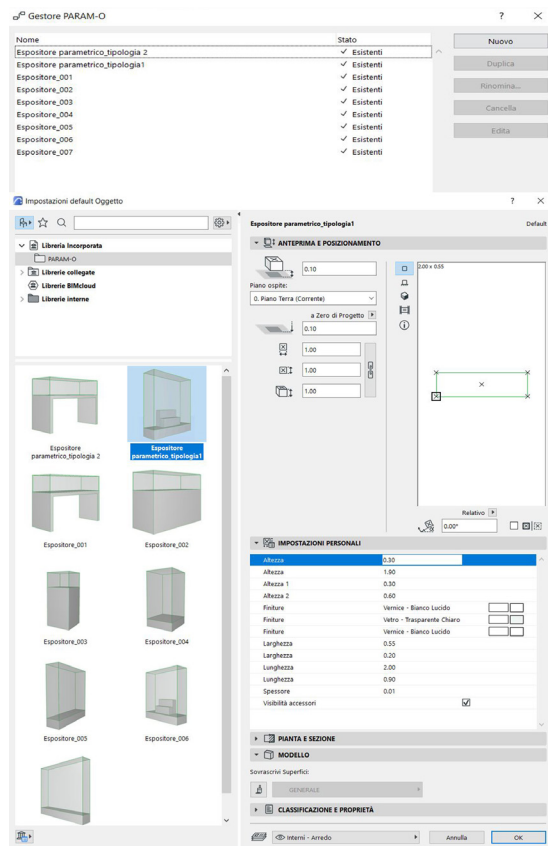 Gestore PARAM-O
Nome Stato
Espositore parametrico_tipologia 2 Esistenti
Espositore parametrico_tipologia1 Esistenti
Espositore_001 Esistenti
Espositore_002 Esistenti
Espositore_003 Esistenti
Espositore_004 Esistenti
Espositore_005 Esistenti
Espositore_006 Esistenti
Espositore_007 Esistenti
Nuovo
Duplica
Rinomina...
Cancella
Edita
Impostazioni default Oggetto
Libreria Incorporata
PARAM-O
Librerie collegate
Librerie BIMcloud
Librerie interne
Espositore parametrico_tipologia 2
Espositore parametrico_tipologia1
Espositore_001
Espositore_002
Espositore_003
Espositore_004
Espositore_005
Espositore_006
Espositore parametrico_tipologia1 Default
ANTEPRIMA E POSIZIONAMENTO
0.10
Piano ospite:
0. Piano Terra (Corrente)
a Zero di Progetto
0.10
1.00
1.00
1.00
2.00 x 0.55
Relativo
0.00°
IMPOSTAZIONI PERSONALI
Altezza 0.30
Altezza 1.90
Altezza 1 0.30
Altezza 2 0.60
Finiture Vernice - Bianco Lucido
Finiture Vetro - Trasparente Chiaro
Finiture Vernice - Bianco Lucido
Larghezza 0.55
Larghezza 0.20
Lunghezza 2.00
Lunghezza 0.90
Spessore 0.01
Visibilità accessori
PIANTA E SEZIONE
MODELLO
Sovrascrivi Superfici:
GENERALE
CLASSIFICAZIONE E PROPRIETÀ
Interni - Arredo
Annulla
OK